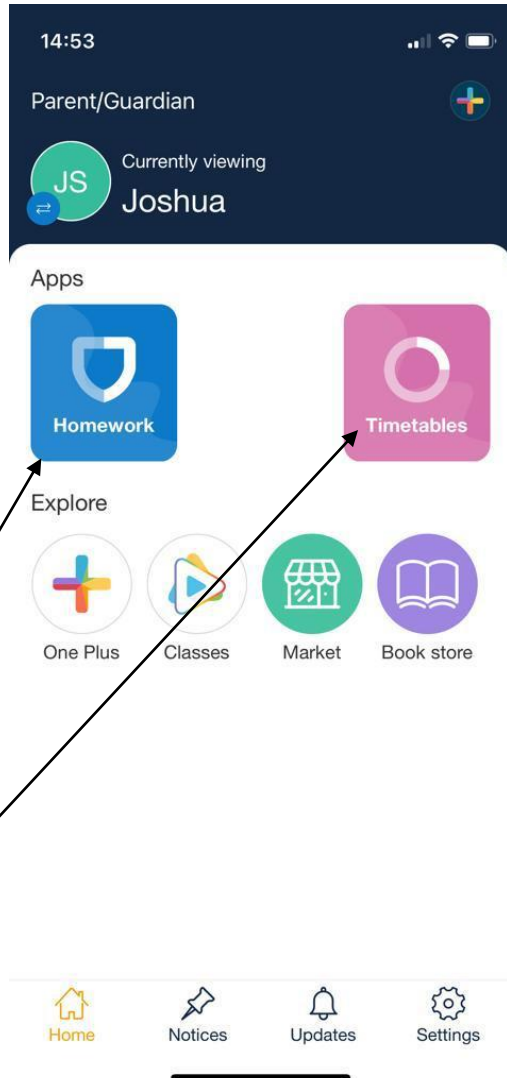 14:53
Parent/Guardian
JS
Currently viewing
Joshua
Apps
Homework
Timetables
Explore
One Plus
Classes
Market
Book store
Home
Notices
Updates
Settings